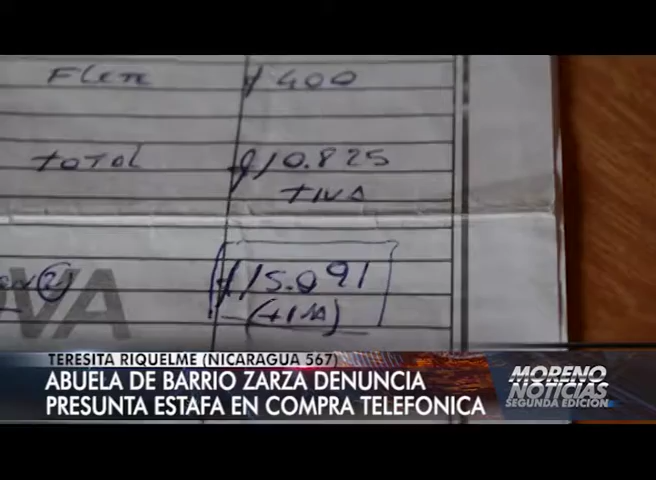 FLETE $ 400
TOTAL $ 10.825
+ IVA
$ 15.091
(+ IVA)
TERESITA RIQUELME (NICARAGUA 567)
ABUELA DE BARRIO ZARZA DENUNCIA
PRESUNTA ESTAFA EN COMPRA TELEFONICA
MORENO
NOTICIAS
SEGUNDA EDICION